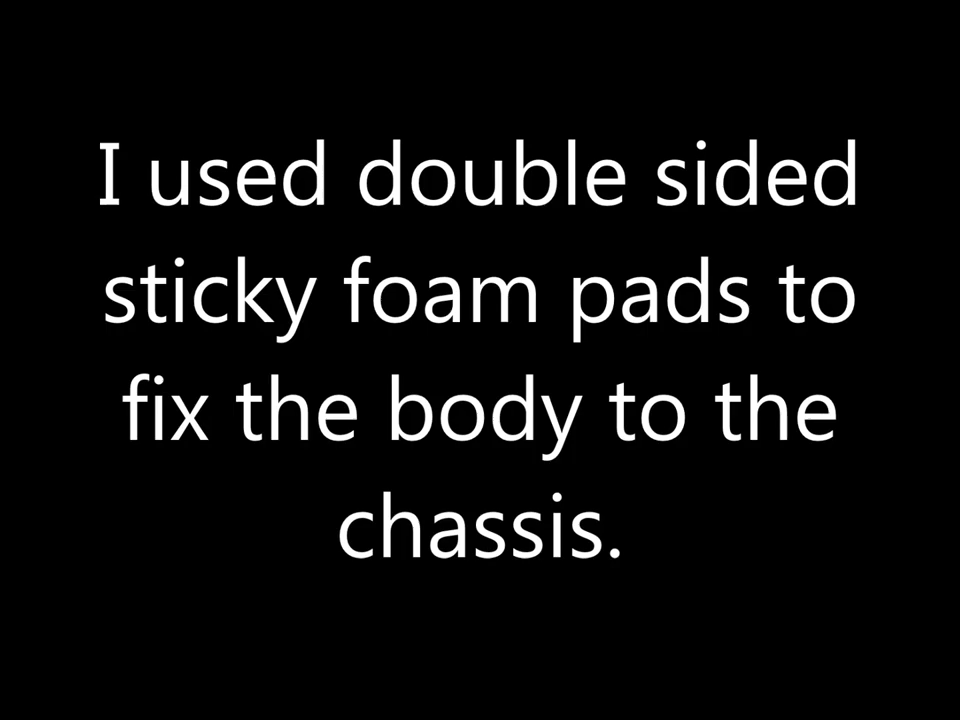 I used double sided
sticky foam pads to
fix the body to the
chassis.